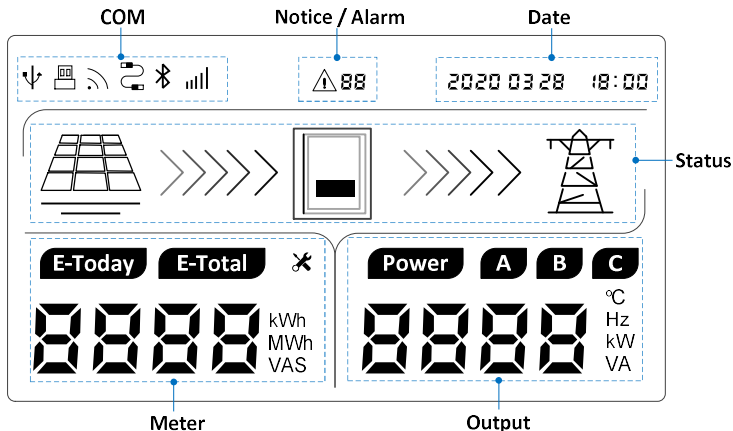 COM
Notice / Alarm
Date
88
2020 03 28 18:00
Status
E-Today
E-Total
Power
A
B
C
8888
kWh
MWh
VAS
8888
°C
Hz
kW
VA
Meter
Output